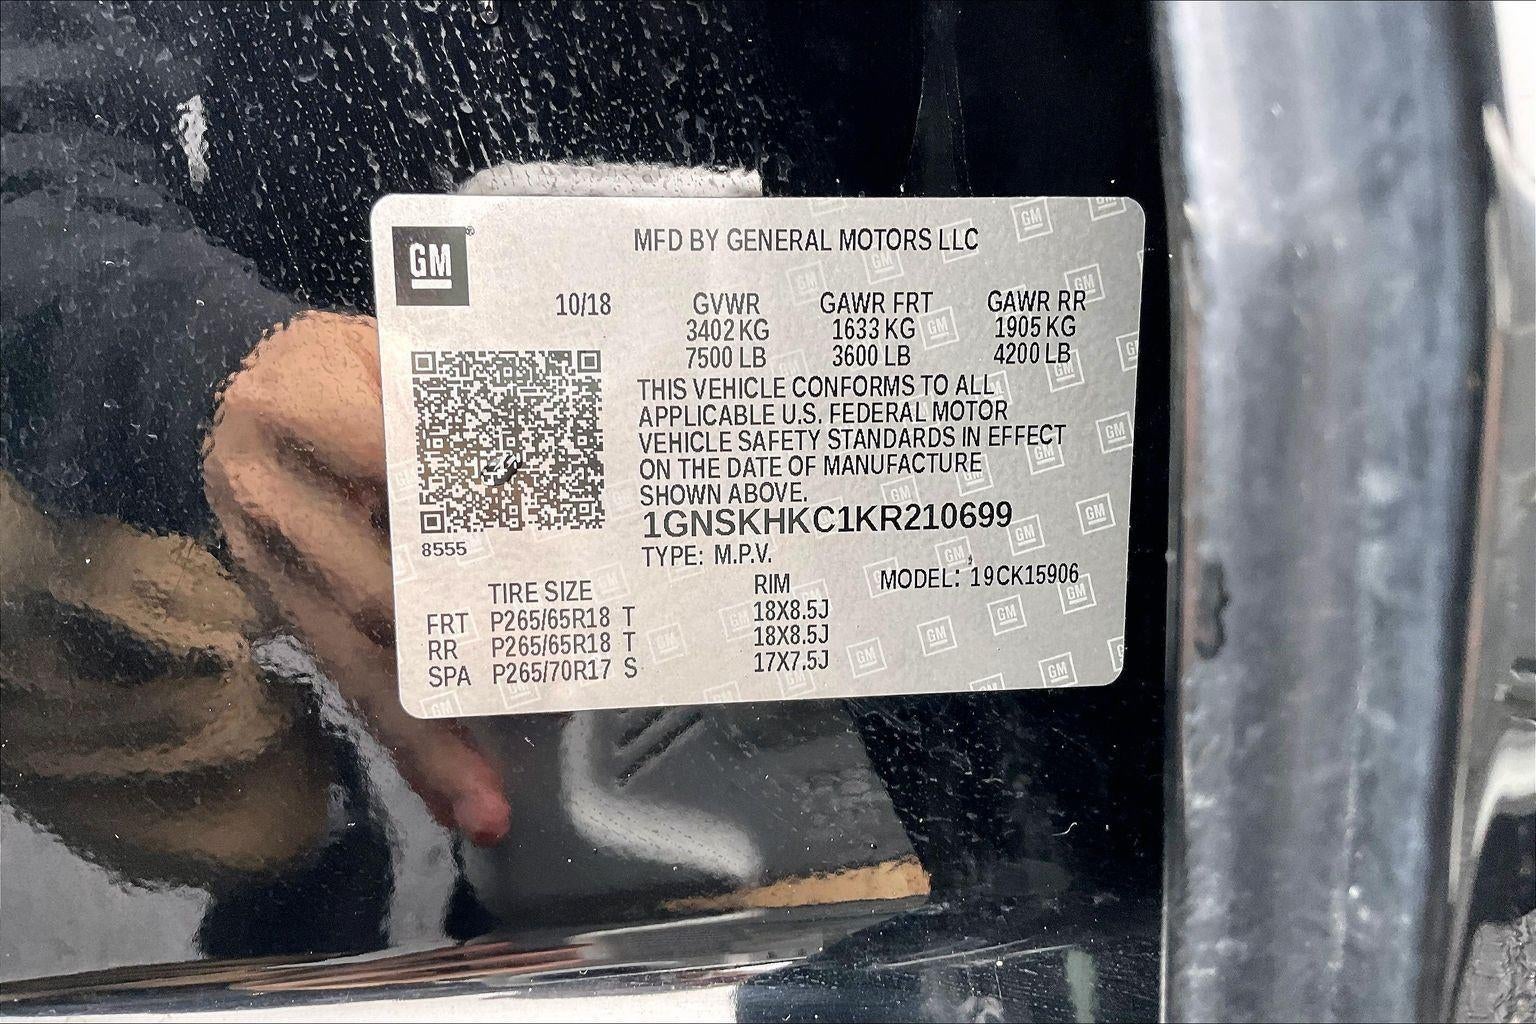 GM
MFD BY GENERAL MOTORS LLC
10/18 GVWR GAWR FRT GAWR RR
3402 KG 1633 KG 1905 KG
7500 LB 3600 LB 4200 LB
THIS VEHICLE CONFORMS TO ALL
APPLICABLE U.S. FEDERAL MOTOR
VEHICLE SAFETY STANDARDS IN EFFECT
ON THE DATE OF MANUFACTURE
SHOWN ABOVE.
1GNSKHKC1KR210699
8555
TYPE: M.P.V.
MODEL: 19CK15906
TIRE SIZE RIM
FRT P265/65R18 T 18X8.5J
RR P265/65R18 T 18X8.5J
SPA P265/70R17 S 17X7.5J